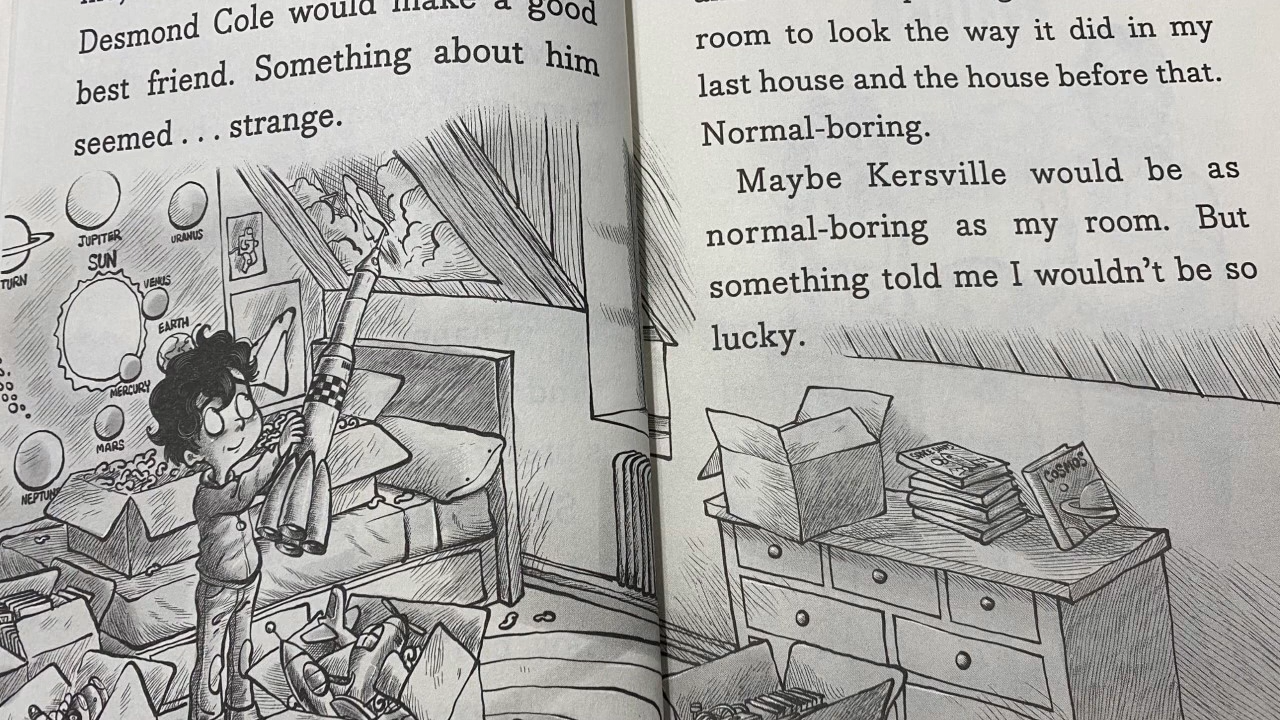 Desmond Cole would make a good
best friend. Something about him
seemed . . . strange.
JUPITER
URANUS
SUN
TURN
VENUS
EARTH
MERCURY
MARS
NEPTUN
room to look the way it did in my
last house and the house before that.
Normal-boring.
Maybe Kersville would be as
normal-boring as my room. But
something told me I wouldn't be so
lucky.
COSMOS